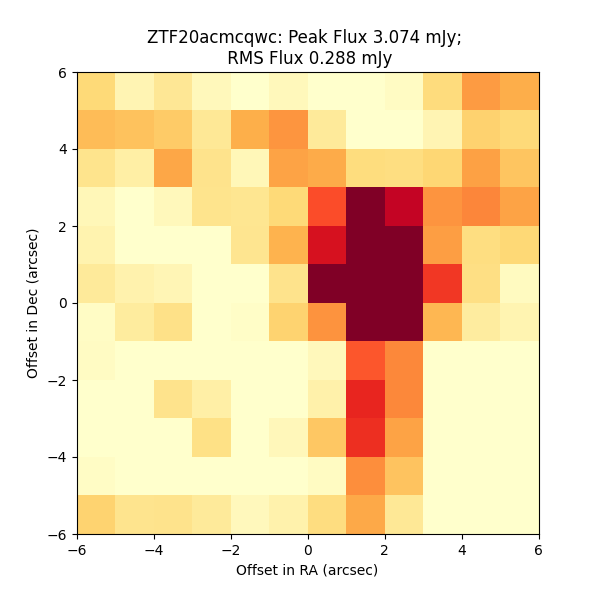 ZTF20acmcqwc: Peak Flux 3.074 mJy;
RMS Flux 0.288 mJy
6
4
2
0
−2
−4
−6
Offset in Dec (arcsec)
−6 −4 −2 0 2 4 6
Offset in RA (arcsec)